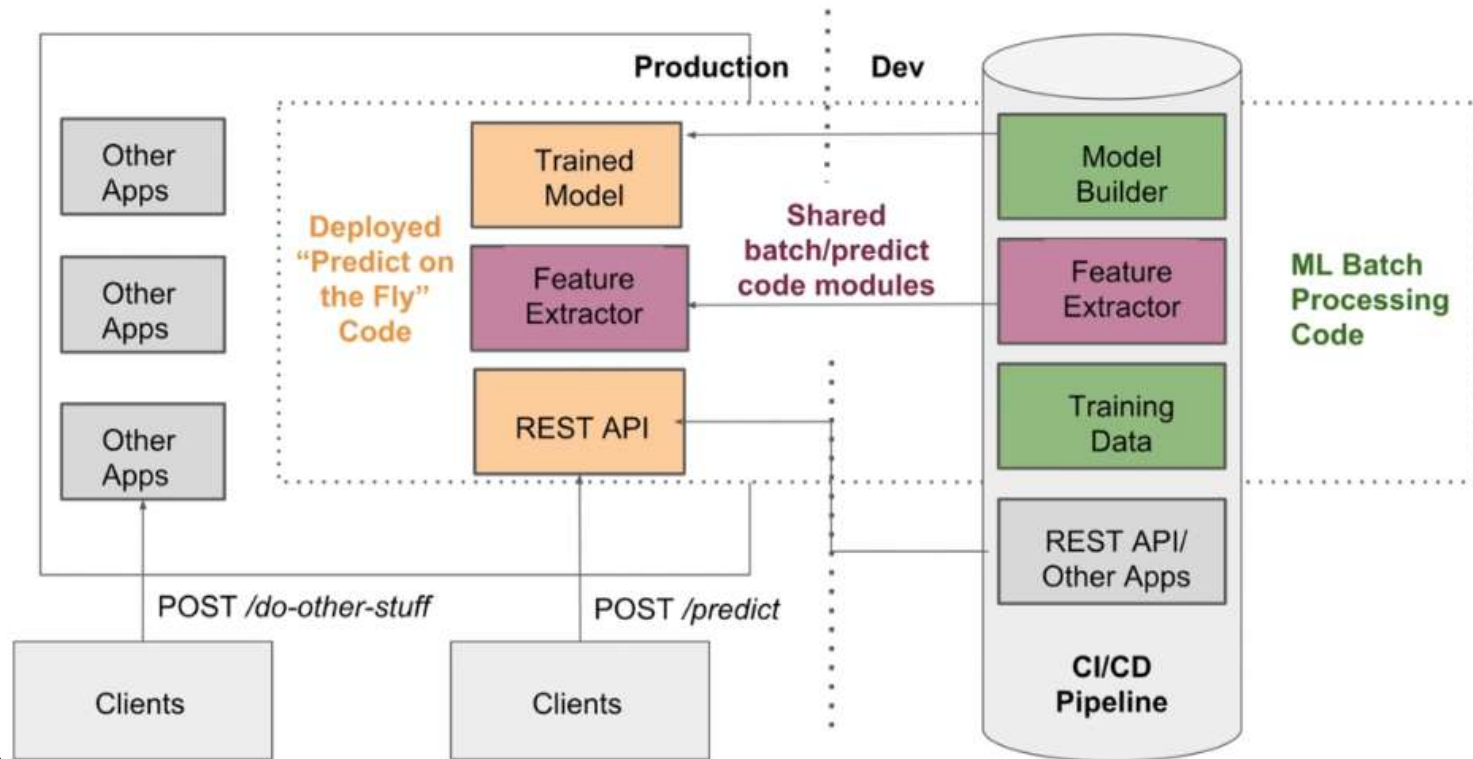 Production
Dev
Other
Apps
Trained
Model
Model
Builder
Deployed
“Predict on
the Fly”
Code
Shared
batch/predict
code modules
Other
Apps
Feature
Extractor
Feature
Extractor
ML Batch
Processing
Code
Other
Apps
REST API
Training
Data
REST API/
Other Apps
POST /do-other-stuff
POST /predict
Clients
Clients
CI/CD
Pipeline